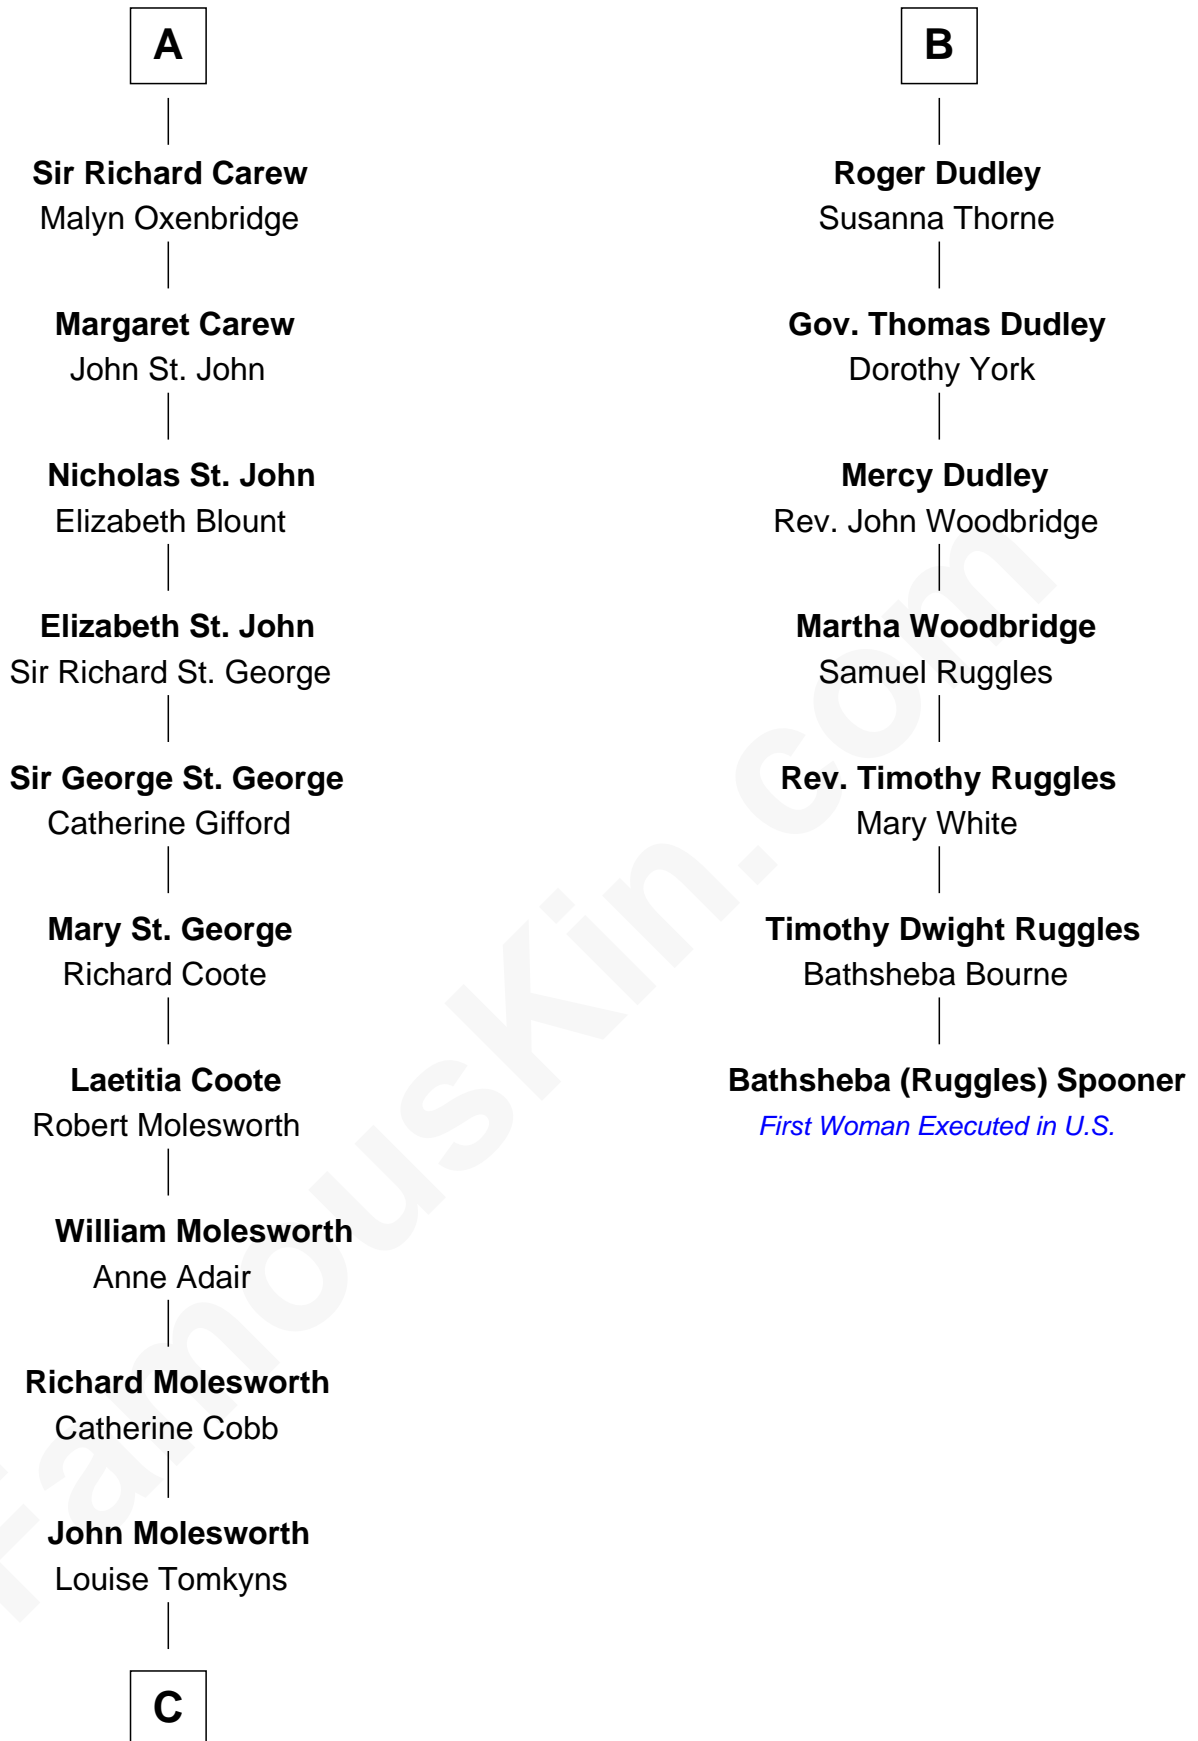 A
Sir Richard Carew
Malyn Oxenbridge
Margaret Carew
John St. John
Nicholas St. John
Elizabeth Blount
Elizabeth St. John
Sir Richard St. George
Sir George St. George
Catherine Gifford
Mary St. George
Richard Coote
Laetitia Coote
Robert Molesworth
William Molesworth
Anne Adair
Richard Molesworth
Catherine Cobb
John Molesworth
Louise Tomkyns
C
B
Roger Dudley
Susanna Thorne
Gov. Thomas Dudley
Dorothy York
Mercy Dudley
Rev. John Woodbridge
Martha Woodbridge
Samuel Ruggles
Rev. Timothy Ruggles
Mary White
Timothy Dwight Ruggles
Bathsheba Bourne
Bathsheba (Ruggles) Spooner
First Woman Executed in U.S.
FamousKin.com